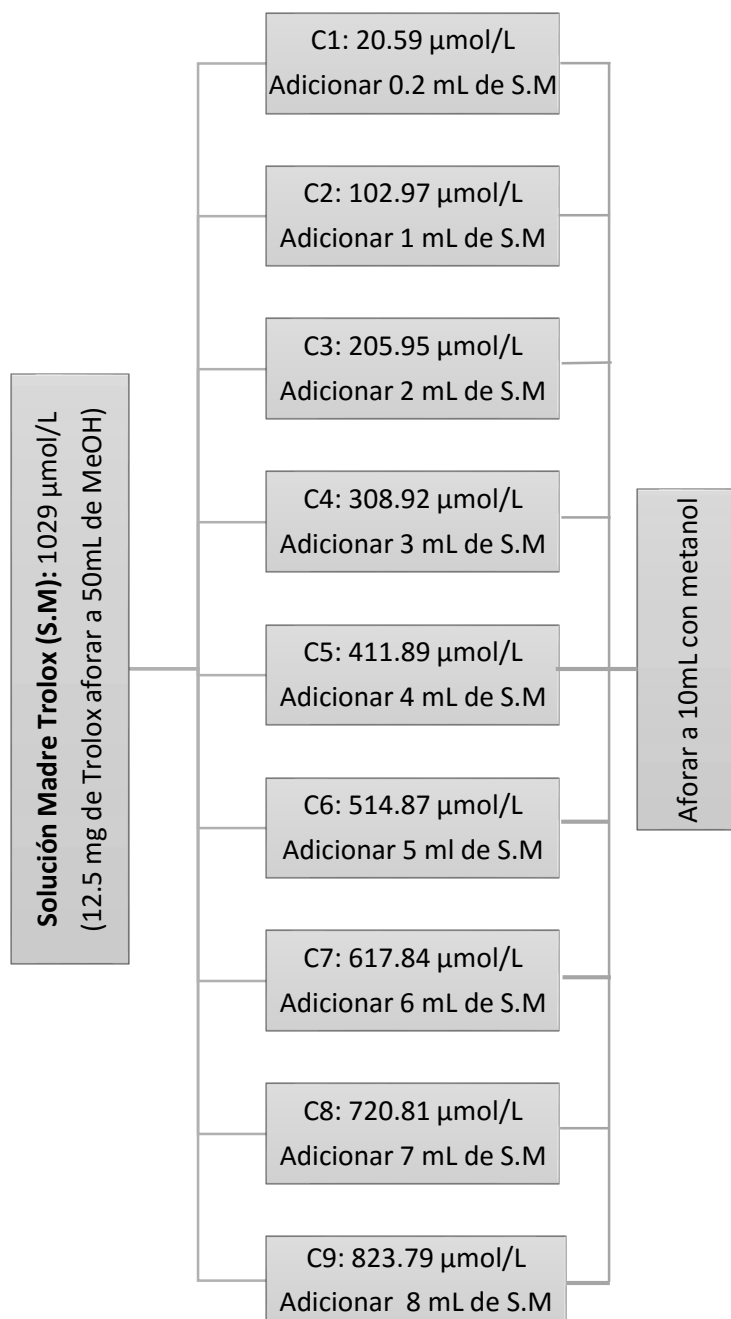 Solución Madre Trolox (S.M): 1029 µmol/L
(12.5 mg de Trolox aforar a 50mL de MeOH)
C1: 20.59 µmol/L
Adicionar 0.2 mL de S.M
C2: 102.97 µmol/L
Adicionar 1 mL de S.M
C3: 205.95 µmol/L
Adicionar 2 mL de S.M
C4: 308.92 µmol/L
Adicionar 3 mL de S.M
C5: 411.89 µmol/L
Adicionar 4 mL de S.M
C6: 514.87 µmol/L
Adicionar 5 ml de S.M
C7: 617.84 µmol/L
Adicionar 6 mL de S.M
C8: 720.81 µmol/L
Adicionar 7 mL de S.M
C9: 823.79 µmol/L
Adicionar 8 mL de S.M
Aforar a 10mL con metanol